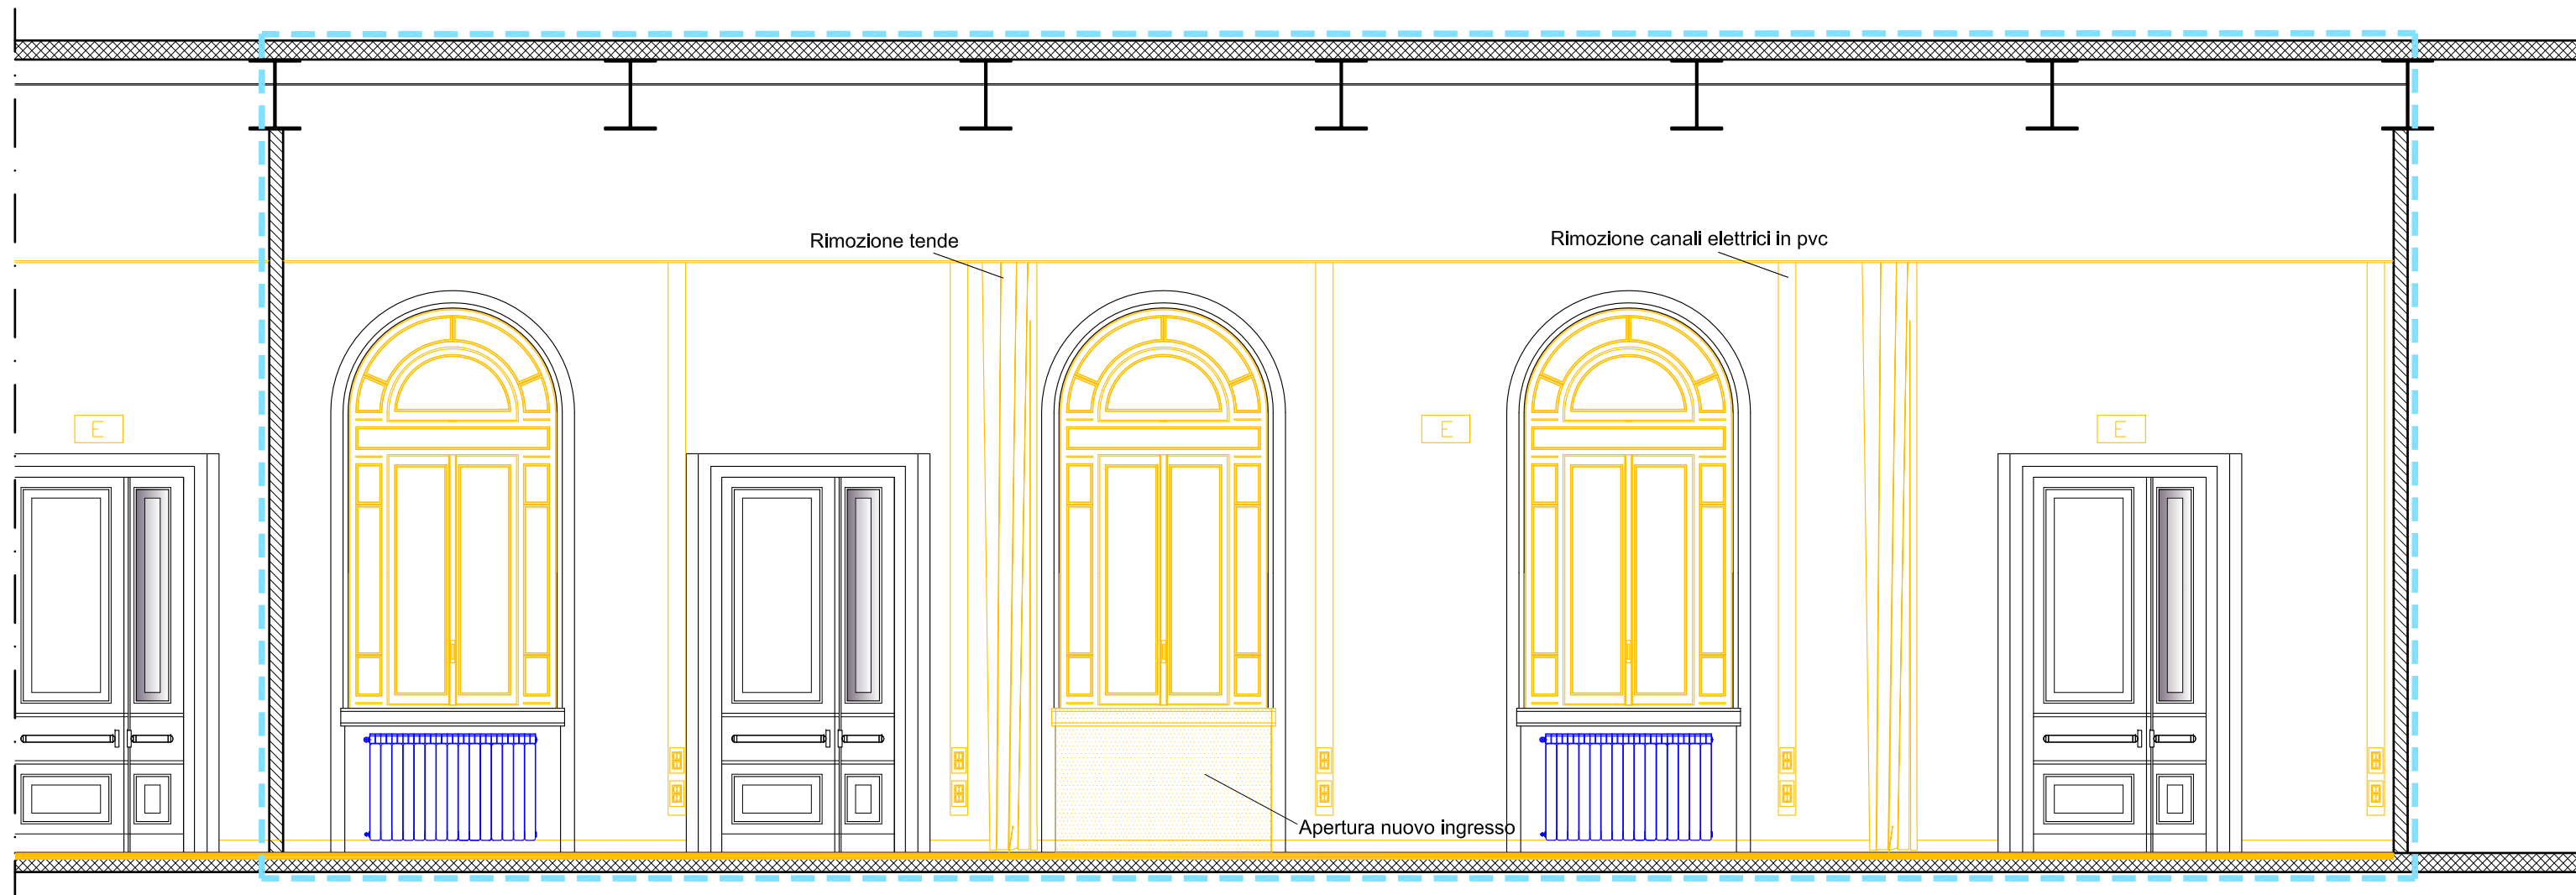 Rimozione tende
Rimozione canali elettrici in pvc
E
E
E
Apertura nuovo ingresso